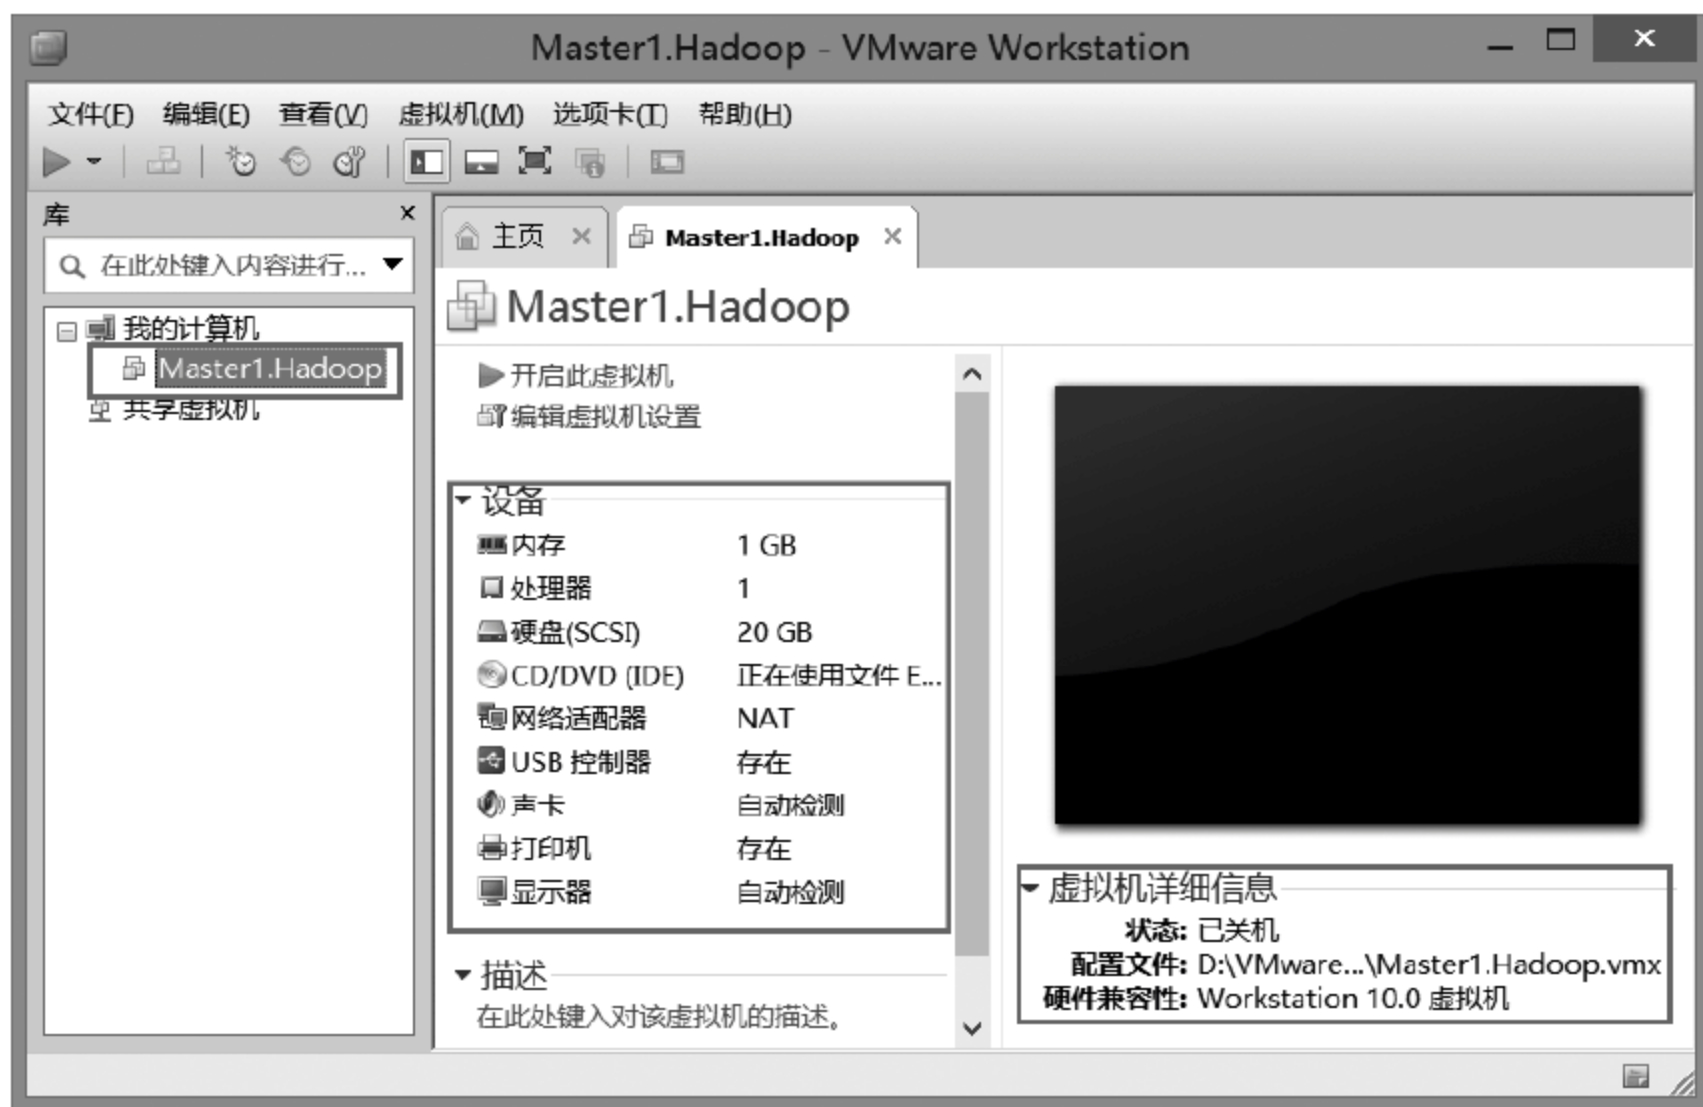 Master1.Hadoop - VMware Workstation
文件(F) 编辑(E) 查看(V) 虚拟机(M) 选项卡(T) 帮助(H)
库
在此处键入内容进行...
我的计算机
Master1.Hadoop
共享虚拟机
主页
Master1.Hadoop
Master1.Hadoop
开启此虚拟机
编辑虚拟机设置
设备
内存 1 GB
处理器 1
硬盘(SCSI) 20 GB
CD/DVD (IDE) 正在使用文件 E...
网络适配器 NAT
USB 控制器 存在
声卡 自动检测
打印机 存在
显示器 自动检测
描述
在此处键入对该虚拟机的描述。
虚拟机详细信息
状态: 已关机
配置文件: D:\VMware...\Master1.Hadoop.vmx
硬件兼容性: Workstation 10.0 虚拟机